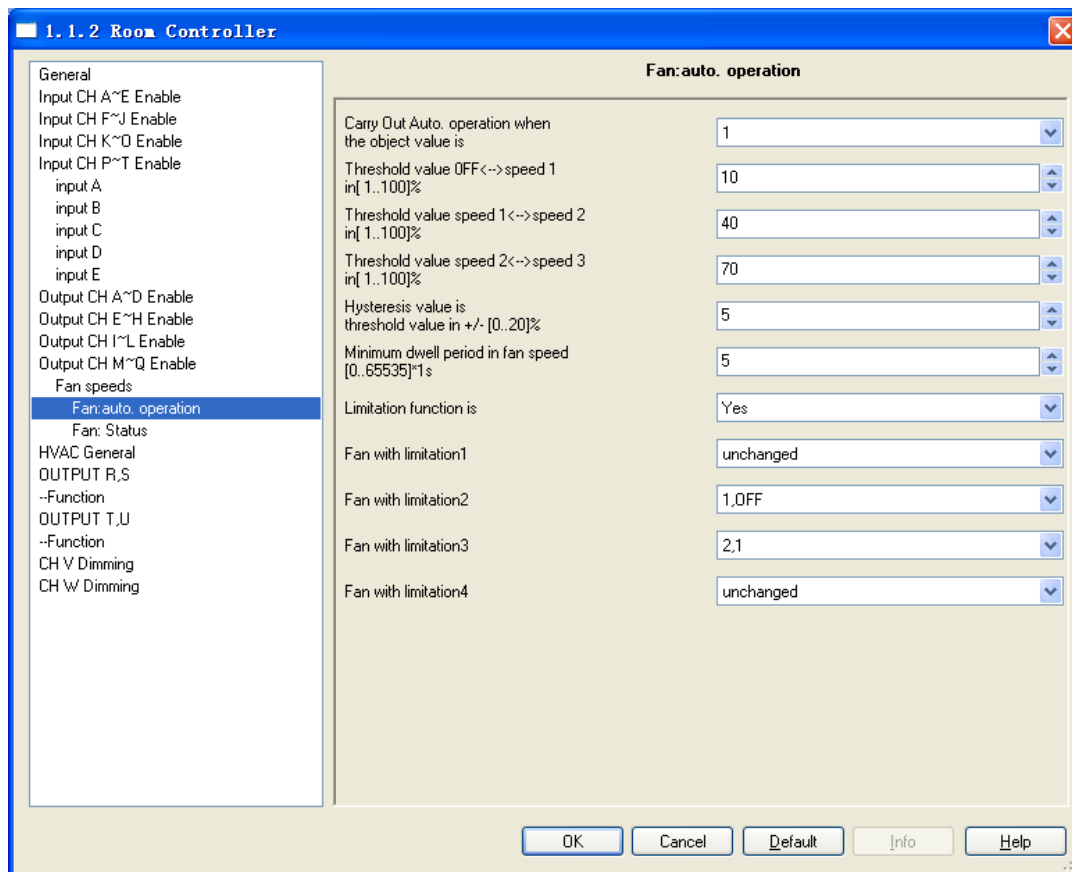 1.1.2 Room Controller
General
Input CH A~E Enable
Input CH F~J Enable
Input CH K~O Enable
Input CH P~T Enable
input A
input B
input C
input D
input E
Output CH A~D Enable
Output CH E~H Enable
Output CH I~L Enable
Output CH M~Q Enable
Fan speeds
Fan:auto. operation
Fan: Status
HVAC General
OUTPUT R,S
--Function
OUTPUT T,U
--Function
CH V Dimming
CH W Dimming
Fan:auto. operation
Carry Out Auto. operation when
the object value is
1
Threshold value 0FF<-->speed 1
in[ 1..100]%
10
Threshold value speed 1<-->speed 2
in[ 1..100]%
40
Threshold value speed 2<-->speed 3
in[ 1..100]%
70
Hysteresis value is
threshold value in +/- [0..20]%
5
Minimum dwell period in fan speed
[0..65535]*1s
5
Limitation function is
Yes
Fan with limitation1
unchanged
Fan with limitation2
1,OFF
Fan with limitation3
2,1
Fan with limitation4
unchanged
OK
Cancel
Default
Info
Help